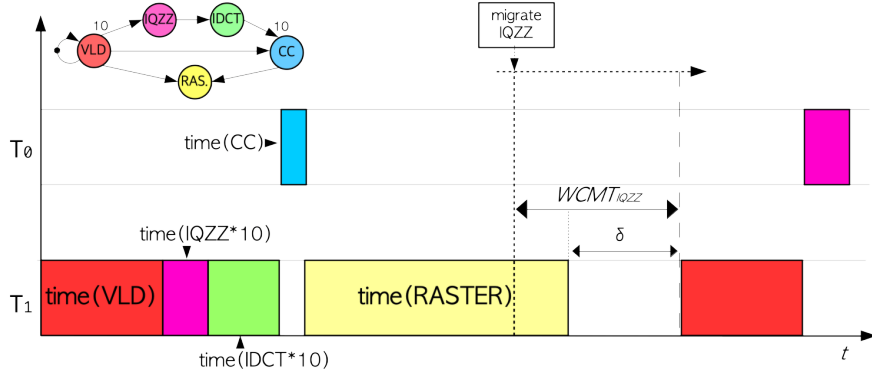 10
IQZZ
IDCT
10
VLD
CC
RAS.
migrate
IQZZ
T0
time(CC)
WCMT IQZZ
time(IQZZ*10)
δ
T1
time(VLD)
time(RASTER)
time(IDCT*10)
t